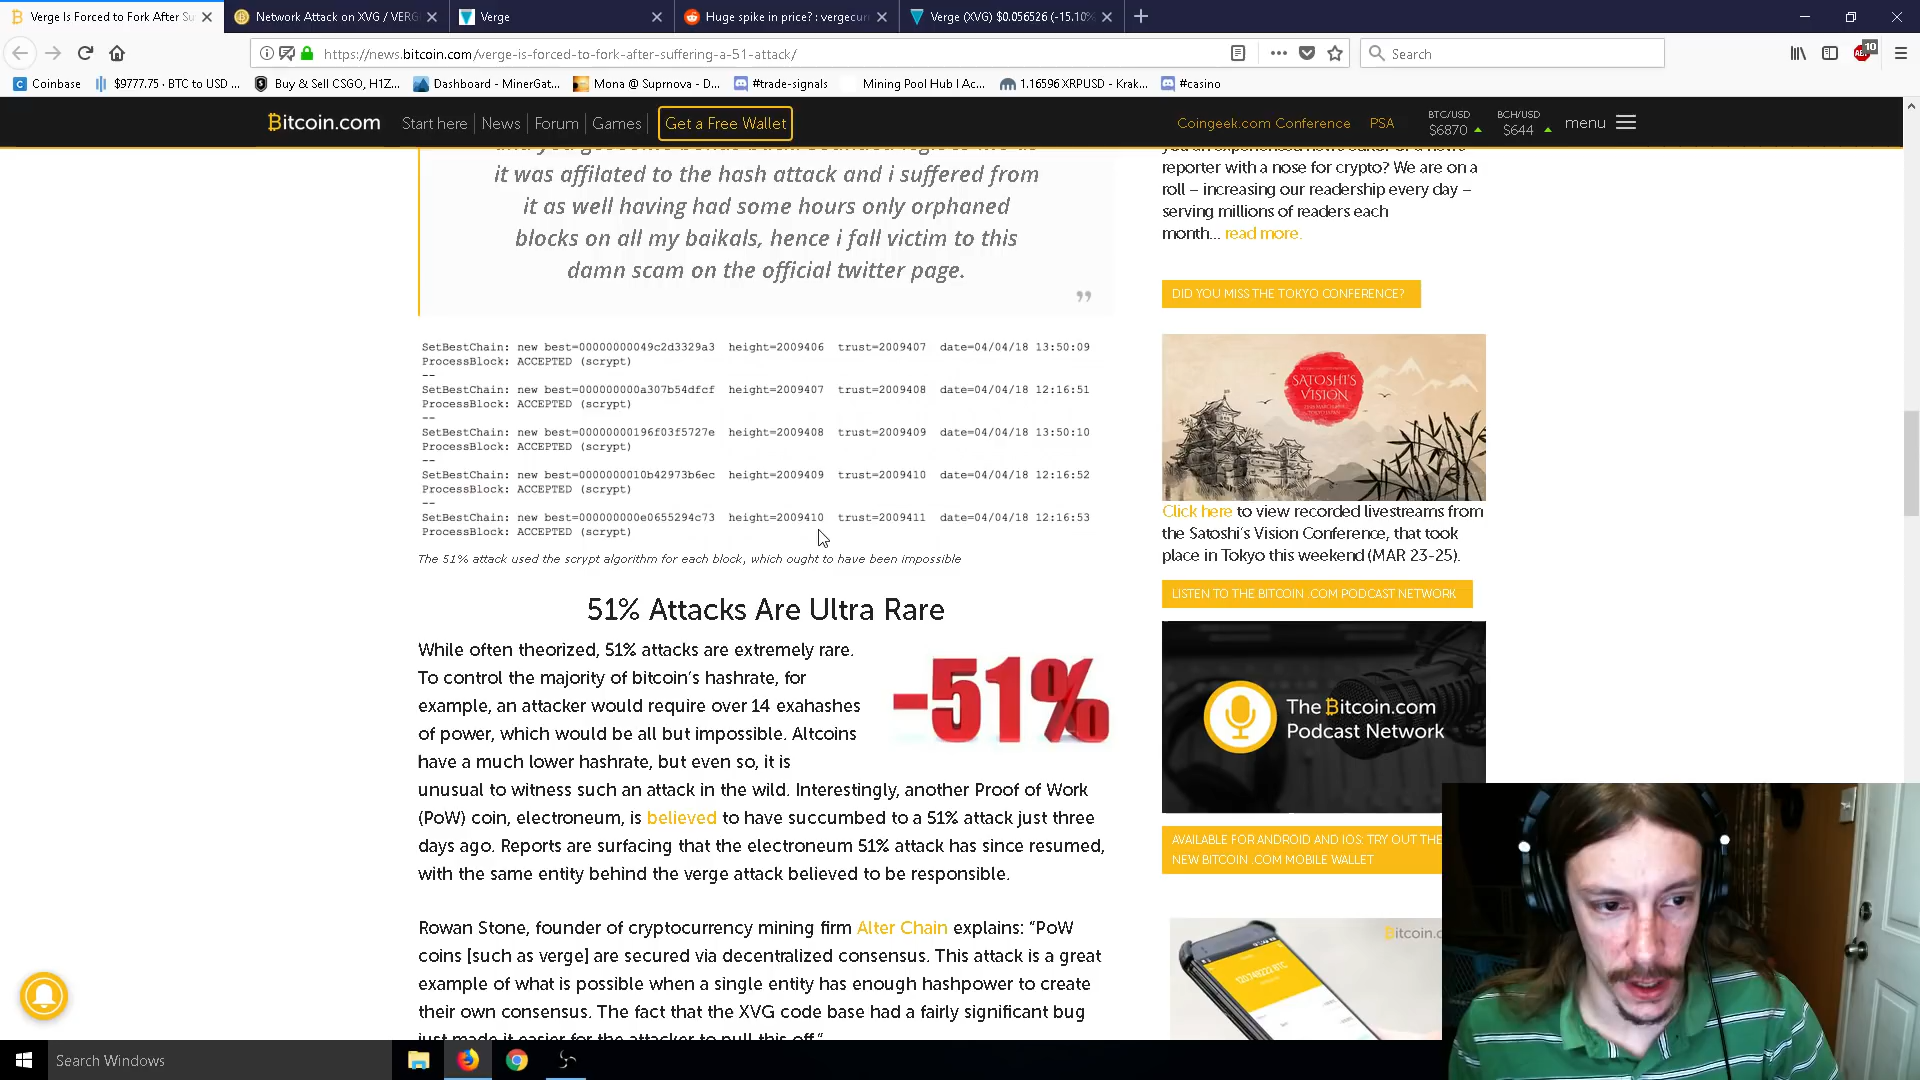 Verge Is Forced to Fork After Su
Network Attack on XVG / VERG
Verge
Huge spike in price? : vergecur
Verge (XVG) $0.056526 (-15.10%
https://news.bitcoin.com/verge-is-forced-to-fork-after-suffering-a-51-attack/
Search
10
Coinbase
$9777.75 · BTC to USD ...
Buy & Sell CSGO, H1Z...
Dashboard - MinerGat...
Mona @ Suprnova - D...
#trade-signals
Mining Pool Hub | Ac...
1.16596 XRPUSD - Krak...
#casino
Bitcoin.com
Start here
News
Forum
Games
Get a Free Wallet
Coingeek.com Conference
PSA
BTC/USD
$6870
BCH/USD
$644
menu
it was affilated to the hash attack and i suffered from
it as well having had some hours only orphaned
blocks on all my baikals, hence i fall victim to this
damn scam on the official twitter page.
SetBestChain: new best=00000000049c2d3329a3 height=2009406 trust=2009407 date=04/04/18 13:50:09
ProcessBlock: ACCEPTED (scrypt)
--
SetBestChain: new best=000000000a307b54dfcf height=2009407 trust=2009408 date=04/04/18 12:16:51
ProcessBlock: ACCEPTED (scrypt)
--
SetBestChain: new best=0000000196f03f5727e height=2009408 trust=2009409 date=04/04/18 13:50:10
ProcessBlock: ACCEPTED (scrypt)
--
SetBestChain: new best=0000000010b42973b6ec height=2009409 trust=2009410 date=04/04/18 12:16:52
ProcessBlock: ACCEPTED (scrypt)
--
SetBestChain: new best=000000000e0655294c73 height=2009410 trust=2009411 date=04/04/18 12:16:53
ProcessBlock: ACCEPTED (scrypt)
The 51% attack used the scrypt algorithm for each block, which ought to have been impossible
51% Attacks Are Ultra Rare
While often theorized, 51% attacks are extremely rare.
To control the majority of bitcoin's hashrate, for
example, an attacker would require over 14 exahashes
of power, which would be all but impossible. Altcoins
have a much lower hashrate, but even so, it is
unusual to witness such an attack in the wild. Interestingly, another Proof of Work
(PoW) coin, electroneum, is believed to have succumbed to a 51% attack just three
days ago. Reports are surfacing that the electroneum 51% attack has since resumed,
with the same entity behind the verge attack believed to be responsible.
-51%
Rowan Stone, founder of cryptocurrency mining firm Alter Chain explains: "PoW
coins [such as verge] are secured via decentralized consensus. This attack is a great
example of what is possible when a single entity has enough hashpower to create
their own consensus. The fact that the XVG code base had a fairly significant bug
just made it easier for the attacker to pull this off."
reporter with a nose for crypto? We are on a
roll – increasing our readership every day –
serving millions of readers each
month... read more.
DID YOU MISS THE TOKYO CONFERENCE?
SATOSHI'S
VISION
Click here to view recorded livestreams from
the Satoshi's Vision Conference, that took
place in Tokyo this weekend (MAR 23-25).
LISTEN TO THE BITCOIN .COM PODCAST NETWORK
The Bitcoin.com
Podcast Network
AVAILABLE FOR ANDROID AND IOS: TRY OUT THE
NEW BITCOIN .COM MOBILE WALLET
Bitcoin.c
Search Windows